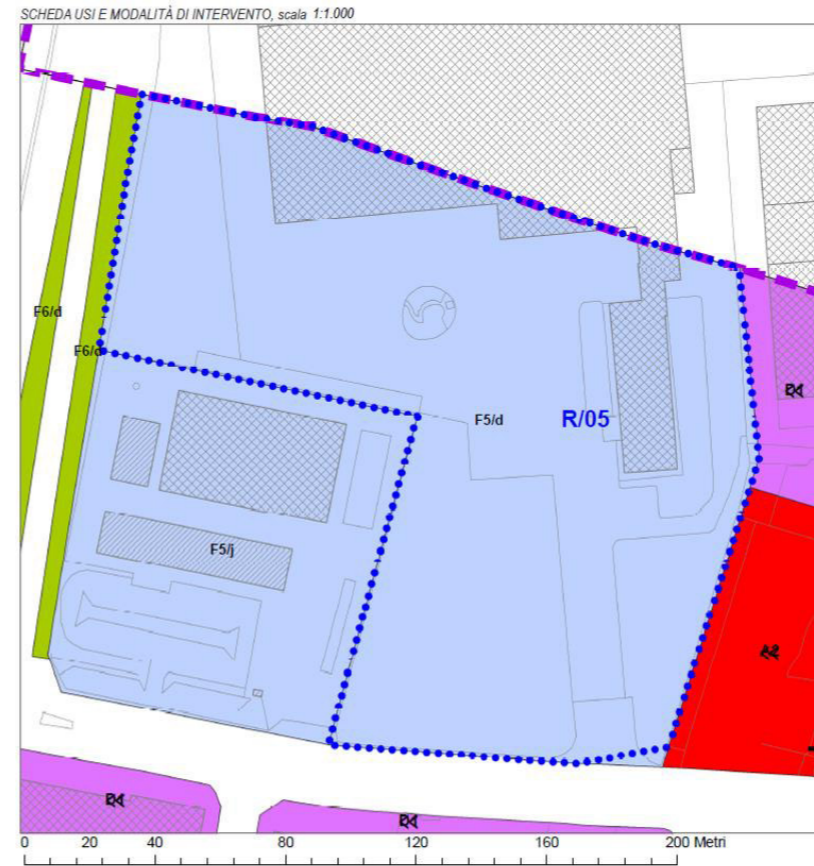 SCHEDA USI E MODALITÀ DI INTERVENTO, scala 1:1.000
F6/d
F6/d
F5/d
R/05
F5/j
0 20 40 80 120 160 200 Metri